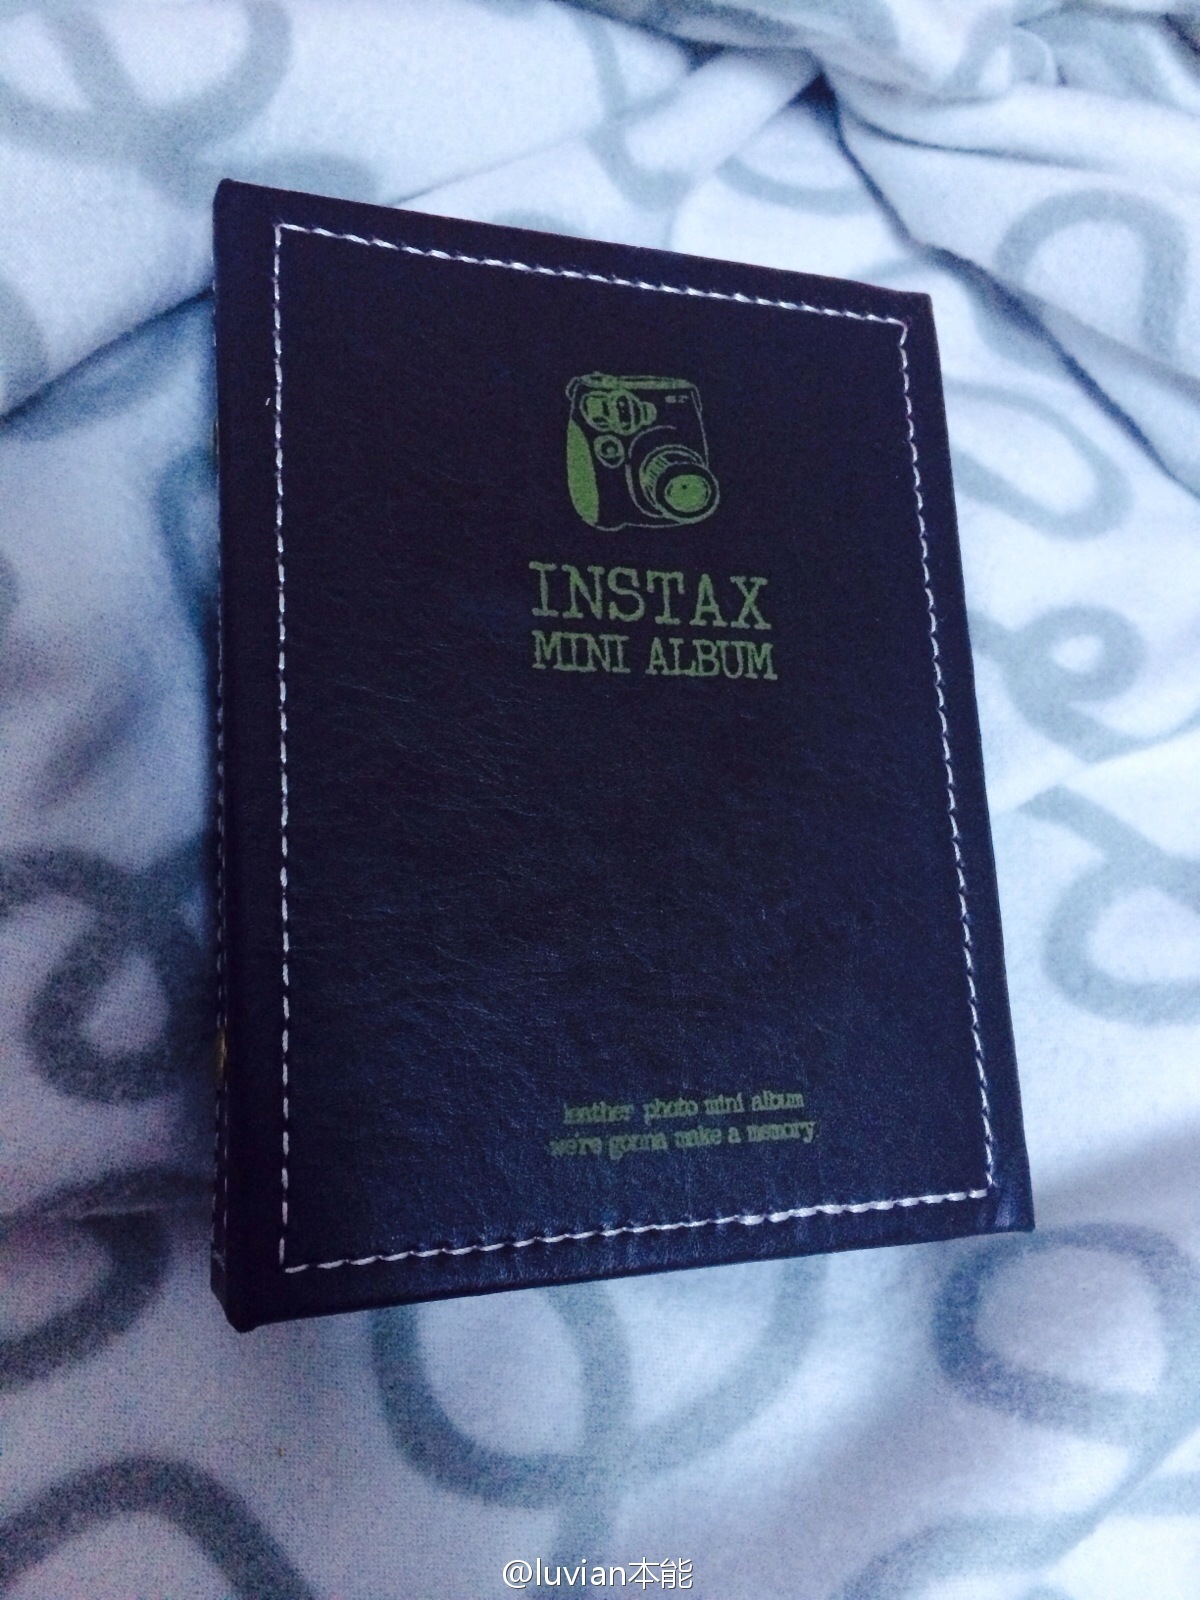 INSTAX
MINI ALBUM
leather photo mini album
we're gonna make a memory
@luvian本能